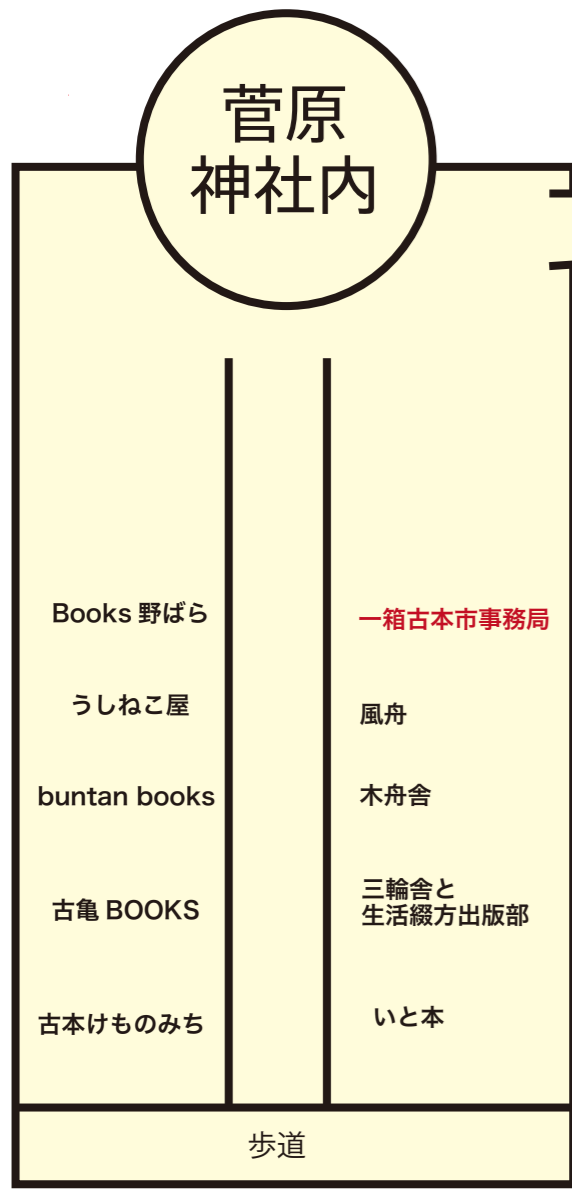 菅原
神社内
Books 野ばら
うしねこ屋
buntan books
古亀 BOOKS
古本けものみち
一箱古本市事務局
風舟
木舟舎
三輪舎と
生活綴方出版部
いと本
歩道